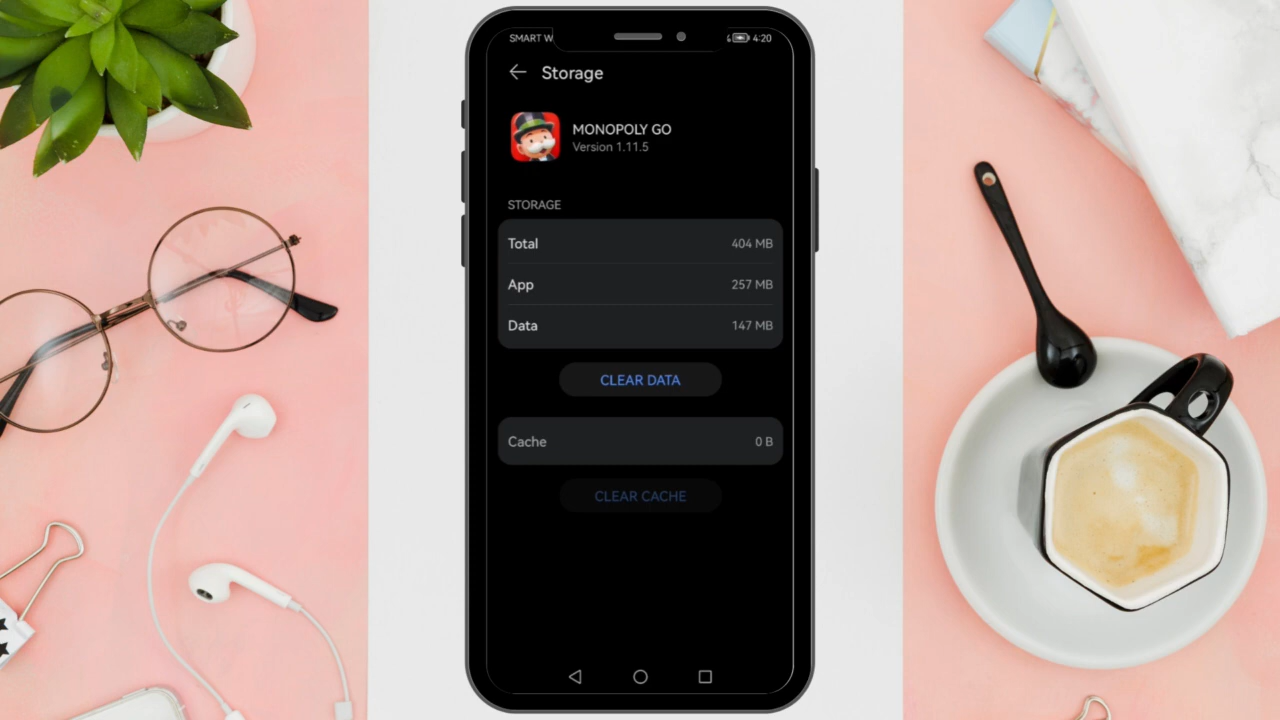 SMART W
4:20
Storage
MONOPOLY GO
Version 1.11.5
STORAGE
Total 404 MB
App 257 MB
Data 147 MB
CLEAR DATA
Cache 0 B
CLEAR CACHE